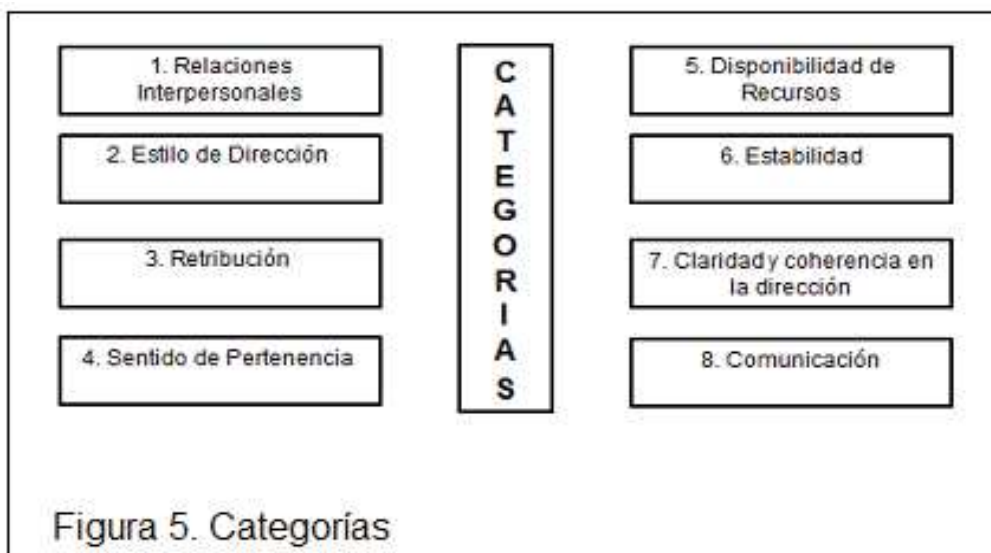 1. Relaciones
Interpersonales
2. Estilo de Dirección
3. Retribución
4. Sentido de Pertenencia
CATEGORIAS
5. Disponibilidad de
Recursos
6. Estabilidad
7. Claridad y coherencia en
la dirección
8. Comunicación
Figura 5. Categorías